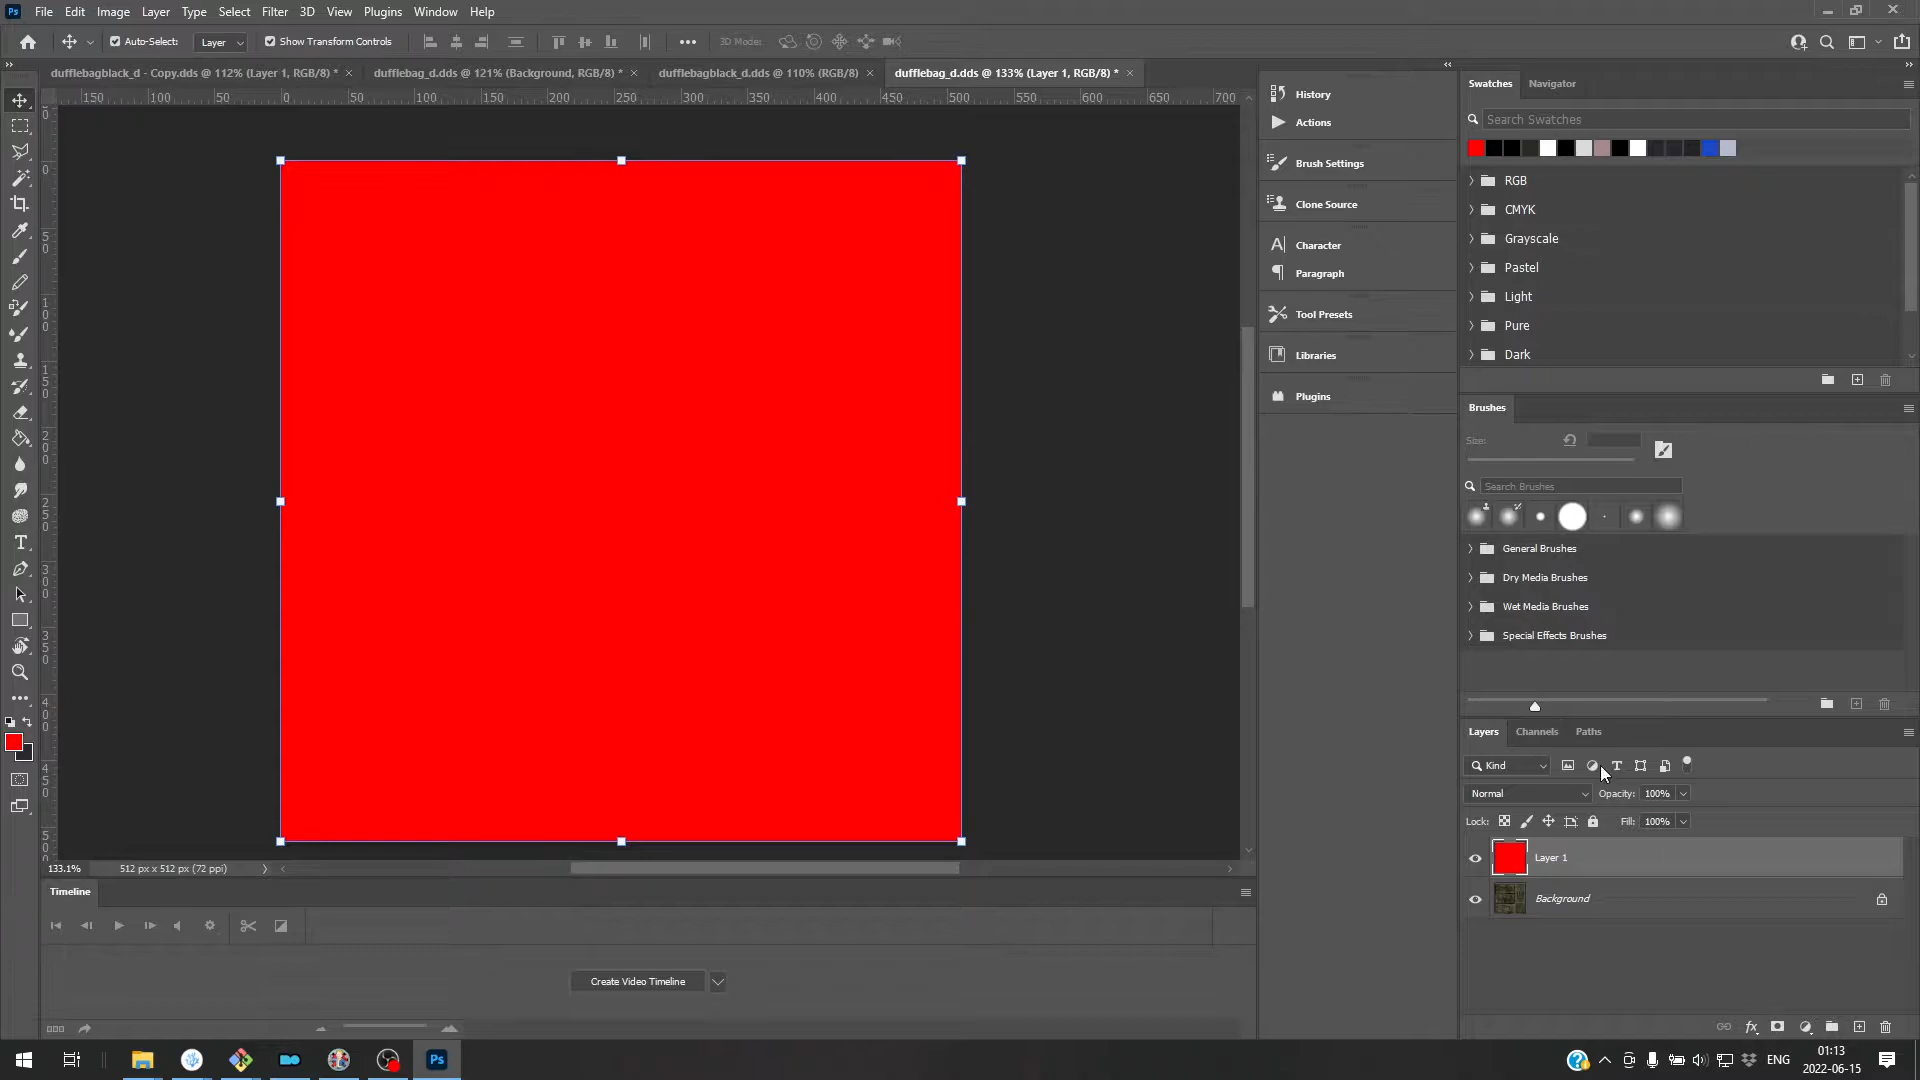 Ps File Edit Image Layer Type Select Filter 3D View Plugins Window Help
Auto-Select: Layer Show Transform Controls 3D Mode:
dufflebagblack_d - Copy.dds @ 112% (Layer 1, RGB/8) * dufflebag_d.dds @ 121% (Background, RGB/8) * dufflebagblack_d.dds @ 110% (RGB/8) dufflebag_d.dds @ 133% (Layer 1, RGB/8) *
150 100 50 0 50 100 150 200 250 300 350 400 450 500 550 600 650 700
0
50
100
150
200
250
300
350
400
450
50
History
Actions
Brush Settings
Clone Source
Character
Paragraph
Tool Presets
Libraries
Plugins
Swatches Navigator
Search Swatches
RGB
CMYK
Grayscale
Pastel
Light
Pure
Dark
Brushes
Size:
Search Brushes
General Brushes
Dry Media Brushes
Wet Media Brushes
Special Effects Brushes
Layers Channels Paths
Kind
Normal Opacity: 100%
Lock: Fill: 100%
Layer 1
Background
133.1% 512 px x 512 px (72 ppi)
Timeline
Create Video Timeline
Ps
ENG
01:13
2022-06-15